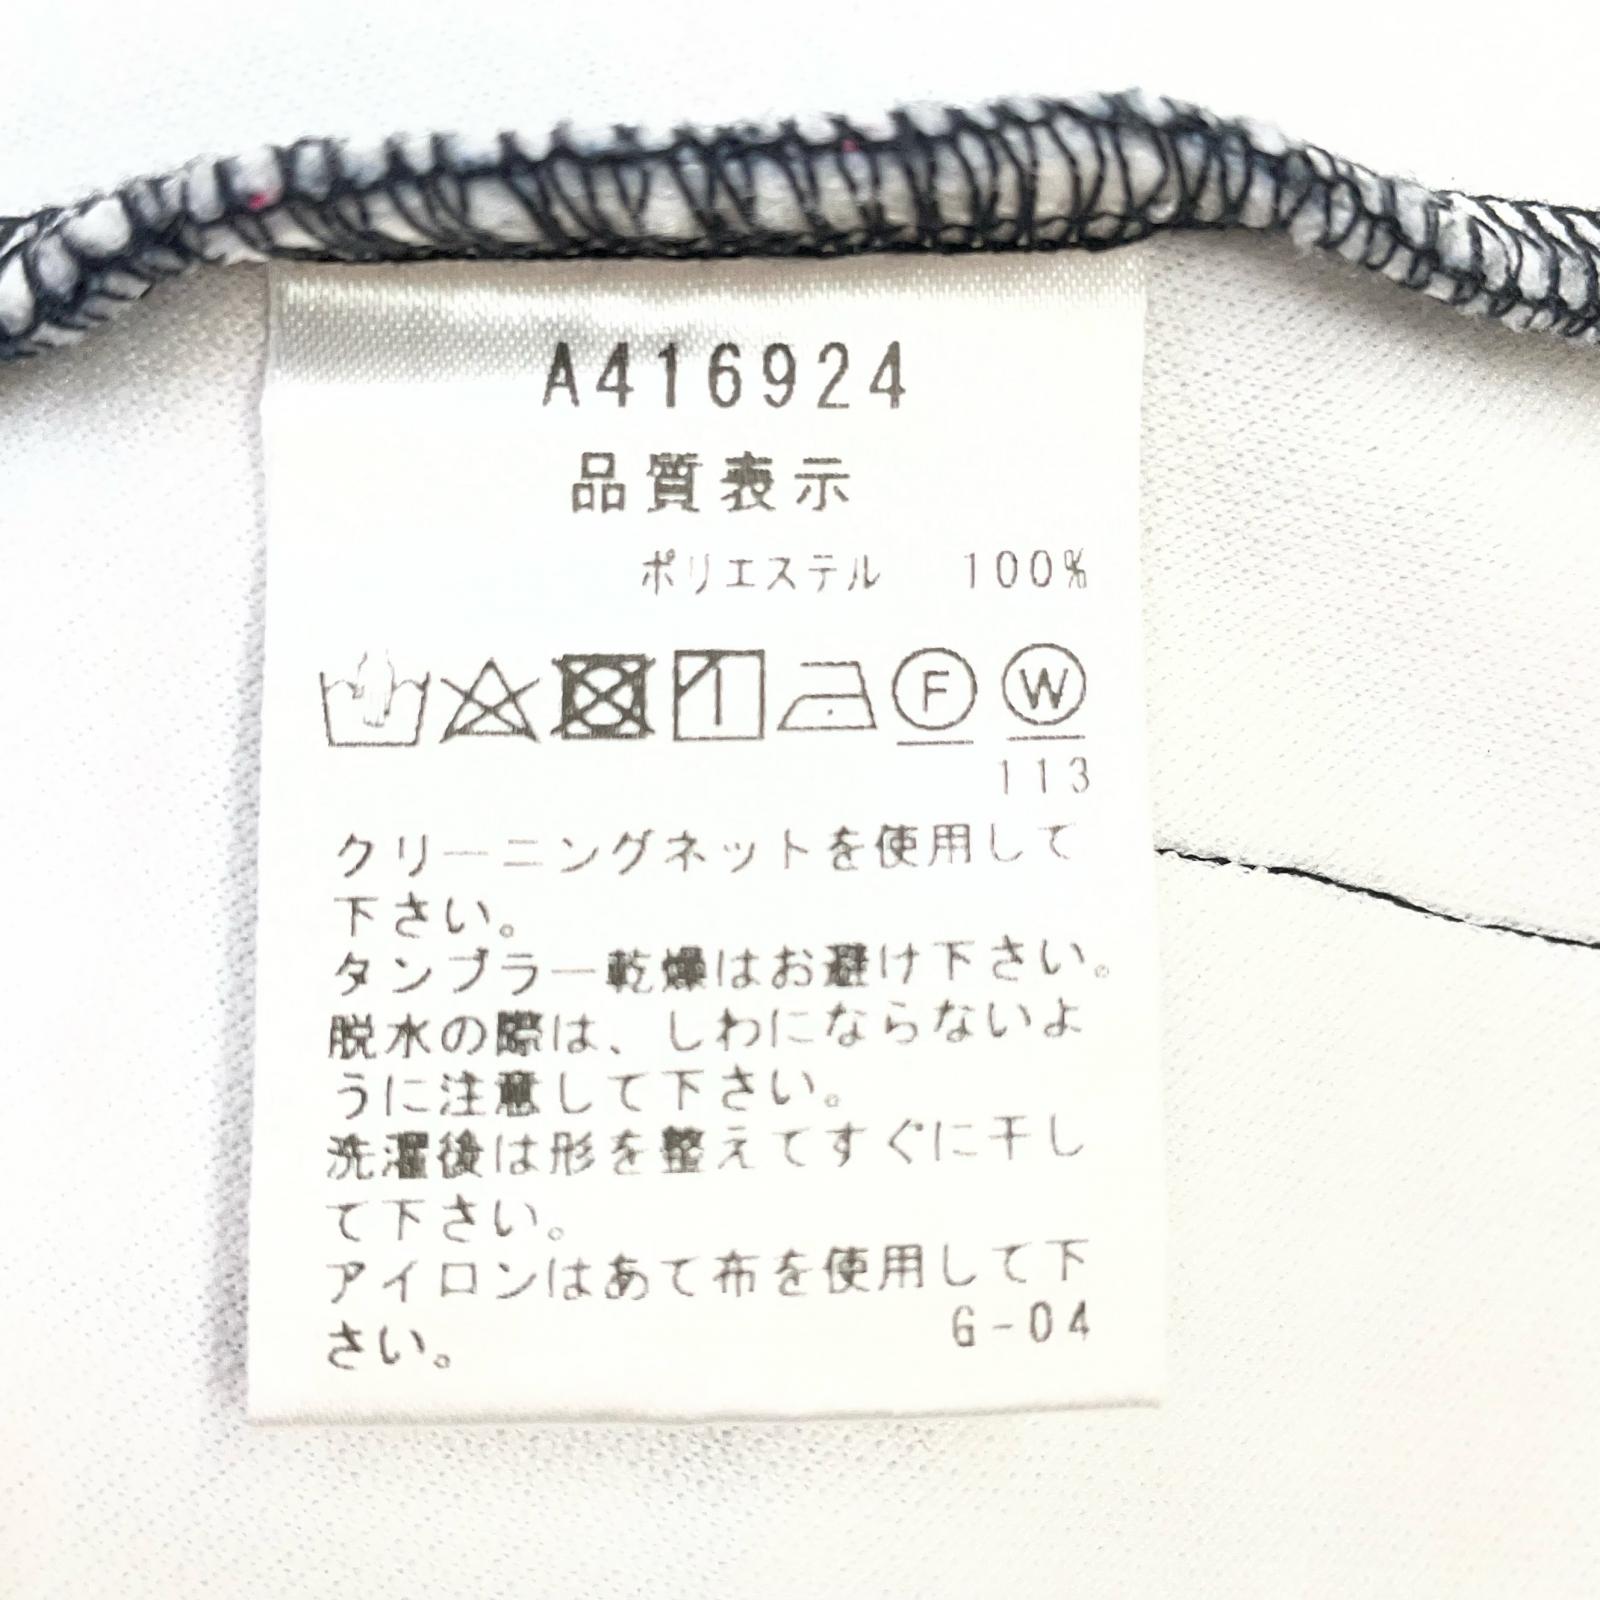 A416924
品質表示
ポリエステル 100%
F W
113
クリーニングネットを使用して
下さい。
タンブラー乾燥はお避け下さい。
脱水の際は、しわにならないよ
うに注意して下さい。
洗濯後は形を整えてすぐに干し
て下さい。
アイロンはあて布を使用して下
さい。 G-04